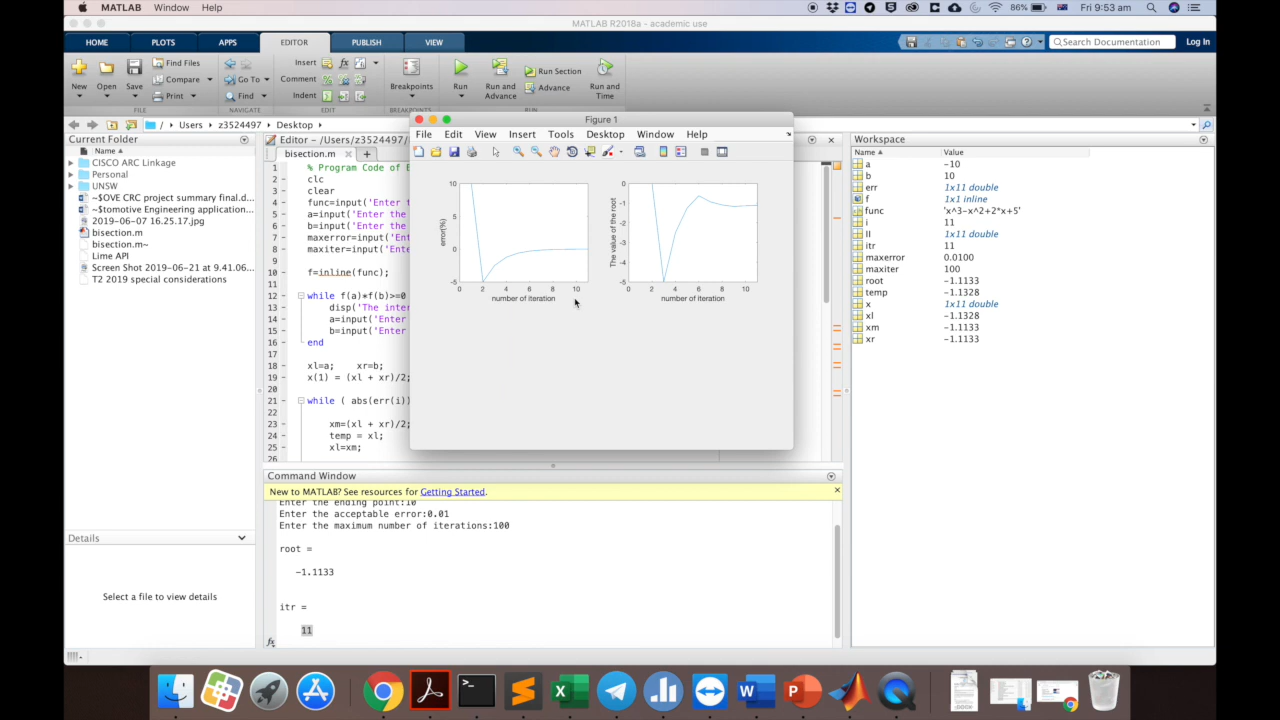 MATLAB Window Help
86% Fri 9:53 am
MATLAB R2018a - academic use
HOME PLOTS APPS EDITOR PUBLISH VIEW
Search Documentation Log In
New Open Save Find Files Compare Print Go To Find
Insert Comment Indent Breakpoints Run Run and Advance Run Section Advance Run and Time
FILE NAVIGATE EDIT BREAKPOINTS RUN
/ Users z3524497 Desktop
Current Folder
Name
CISCO ARC Linkage
Personal
UNSW
~$OVE CRC project summary final.d...
~$tomotive Engineering application...
2019-06-07 16.25.17.jpg
bisection.m
bisection.m~
Lime API
Screen Shot 2019-06-21 at 9.41.06...
T2 2019 special considerations
Details
Select a file to view details
Editor - /Users/z3524497/
bisection.m
1 % Program Code of B
2 clc
3 clear
4 func=input('Enter t
5 a=input('Enter the
6 b=input('Enter the
7 maxerror=input('Ent
8 maxiter=input('Ente
9
10 f=inline(func);
11
12 while f(a)*f(b)>=0
13 disp('The inter
14 a=input('Enter
15 b=input('Enter
16 end
17
18 xl=a; xr=b;
19 x(1) = (xl + xr)/2;
20
21 while ( abs(err(i))
22
23 xm=(xl + xr)/2;
24 temp = xl;
25 xl=xm;
26
Figure 1
File Edit View Insert Tools Desktop Window Help
error(%)
10
5
0
-5
0 2 4 6 8 10
number of iteration
The value of the root
0
-1
-2
-3
-4
-5
0 2 4 6 8 10
number of iteration
Command Window
New to MATLAB? See resources for Getting Started.
Enter the ending point:10
Enter the acceptable error:0.01
Enter the maximum number of iterations:100
root =
-1.1133
itr =
11
fx
Workspace
Name Value
a -10
b 10
err 1x11 double
f 1x1 inline
func 'x^3-x^2+2*x+5'
i 11
ll 1x11 double
itr 11
maxerror 0.0100
maxiter 100
root -1.1133
temp -1.1328
x 1x11 double
xl -1.1328
xm -1.1133
xr -1.1133